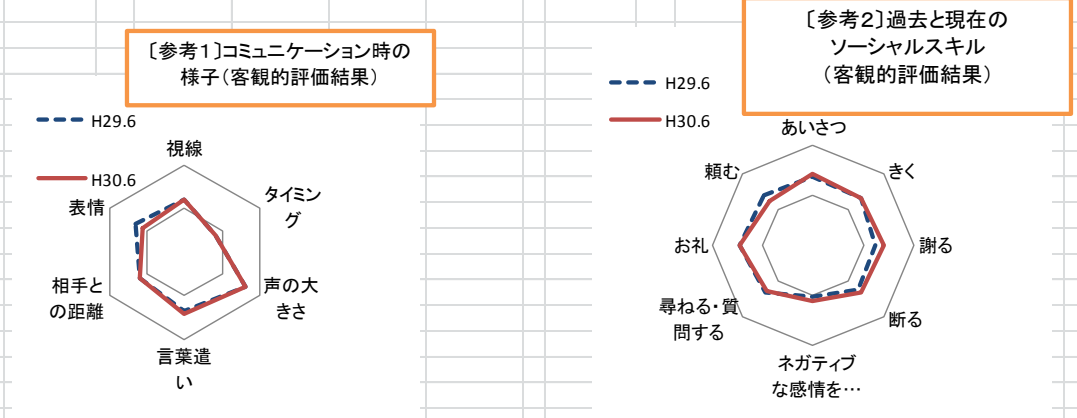 〔参考1〕コミュニケーション時の
様子(客観的評価結果)
H29.6
H30.6
視線
タイミン
グ
声の大
きさ
言葉遣
い
相手と
の距離
表情
〔参考2〕過去と現在の
ソーシャルスキル
(客観的評価結果)
H29.6
H30.6
あいさつ
きく
謝る
断る
ネガティブ
な感情を…
尋ねる・質
問する
お礼
頼む